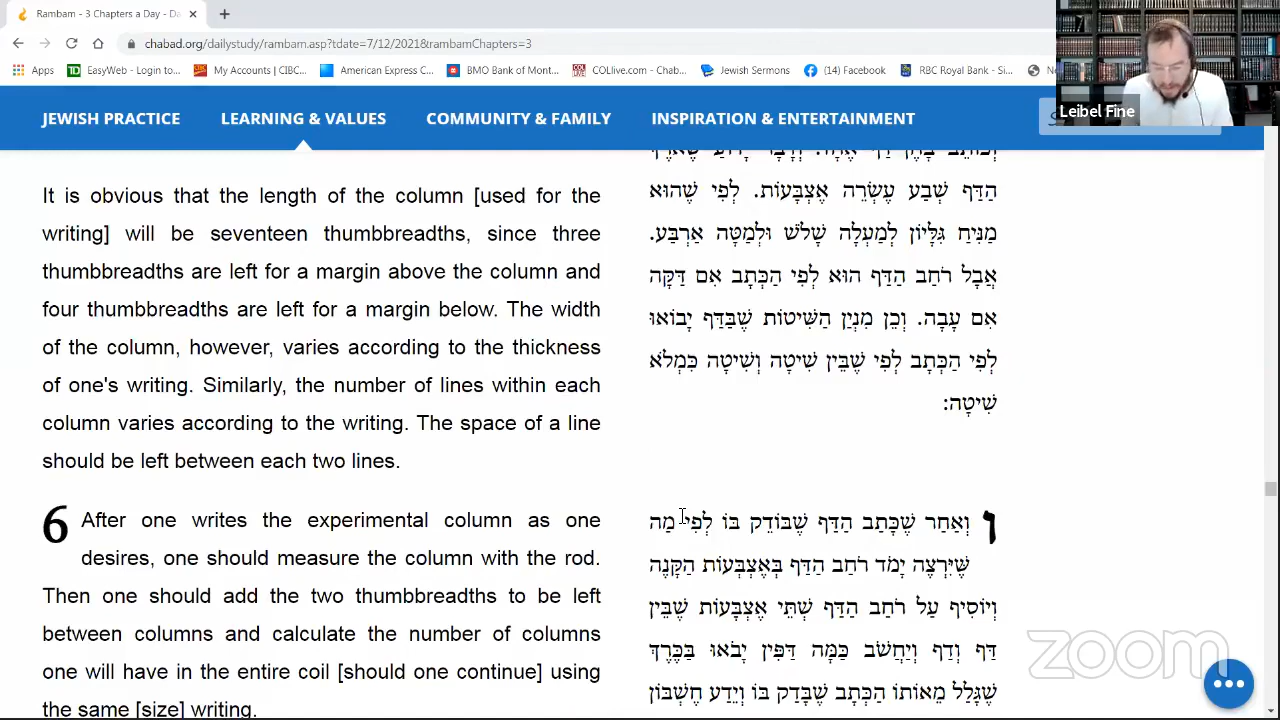 Rambam - 3 Chapters a Day - Da
chabad.org/dailystudy/rambam.asp?tdate=7/12/2021&rambamChapters=3
Apps EasyWeb - Login to... My Accounts | CIBC... American Express C... BMO Bank of Mont... COLlive.com - Chab... Jewish Sermons (14) Facebook RBC Royal Bank - Si...
Leibel Fine
JEWISH PRACTICE LEARNING & VALUES COMMUNITY & FAMILY INSPIRATION & ENTERTAINMENT
It is obvious that the length of the column [used for the
writing] will be seventeen thumbbreadths, since three
thumbbreadths are left for a margin above the column and
four thumbbreadths are left for a margin below. The width
of the column, however, varies according to the thickness
of one's writing. Similarly, the number of lines within each
column varies according to the writing. The space of a line
should be left between each two lines.
6 After one writes the experimental column as one
desires, one should measure the column with the rod.
Then one should add the two thumbbreadths to be left
between columns and calculate the number of columns
one will have in the entire coil [should one continue] using
the same [size] writing.
הַדַּף שְׁבַע עֶשְׂרֵה אֶצְבָּעוֹת. לְפִי שֶׁהוּא
מַנִּיחַ גִּלָּיוֹן לְמַעְלָה שָׁלֹשׁ וּלְמַטָּה אַרְבַּע.
אֲבָל רֹחַב הַדַּף הוּא לְפִי הַכְּתָב אִם דַּקָּה
אִם עָבָה. וְכֵן מִנְיַן הַשִּׁיטוֹת שֶׁבַּדַּף יָבוֹאוּ
לְפִי הַכְּתָב לְפִי שֶׁבֵּין שִׁיטָה וְשִׁיטָה כִּמְלֹא
שִׁיטָה:
ו וְאַחַר שֶׁכָּתַב הַדַּף שֶׁבּוֹדֵק בּוֹ לְפִי מַה
שֶּׁיִּרְצֶה יָמֹד רֹחַב הַדַּף בְּאֶצְבְּעוֹת הַקָּנֶה
וְיוֹסִיף עַל רֹחַב הַדַּף שְׁתֵּי אֶצְבָּעוֹת שֶׁבֵּין
דַּף וְדַף וְיַחֲשֹׁב כַּמָּה דַּפִּין יָבֹאוּ בַּכֶּרֶךְ
שֶׁגָּלַל מֵאוֹתוֹ הַכְּתָב שֶׁבָּדַק בּוֹ וְיֵדַע חֶשְׁבּוֹן
zoom